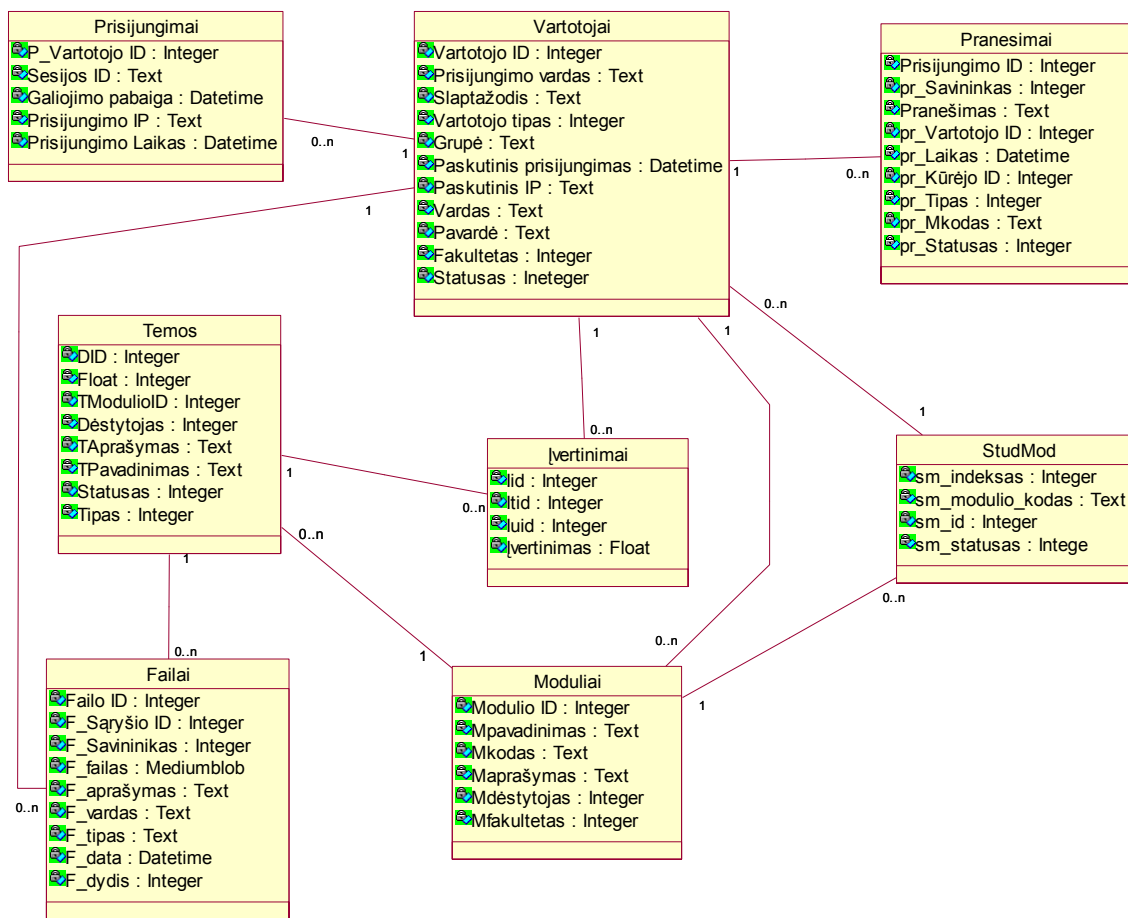 Prisijungimai
P_Vartotojo ID : Integer
Sesijos ID : Text
Galiojimo pabaiga : Datetime
Prisijungimo IP : Text
Prisijungimo Laikas : Datetime
0..n
1
Vartotojai
Vartotojo ID : Integer
Prisijungimo vardas : Text
Slaptažodis : Text
Vartotojo tipas : Integer
Grupė : Text
Paskutinis prisijungimas : Datetime
Paskutinis IP : Text
Vardas : Text
Pavardė : Text
Fakultetas : Integer
Statusas : Ineteger
1
0..n
Pranesimai
Prisijungimo ID : Integer
pr_Savininkas : Integer
Pranešimas : Text
pr_Vartotojo ID : Integer
pr_Laikas : Datetime
pr_Kūrėjo ID : Integer
pr_Tipas : Integer
pr_Mkodas : Text
pr_Statusas : Integer
1
0..n
1
1
Temos
DID : Integer
Float : Integer
TModulioID : Integer
Dėstytojas : Integer
TAprašymas : Text
TPavadinimas : Text
Statusas : Integer
Tipas : Integer
1
0..n
1
0..n
0..n
1
Įvertinimai
Iid : Integer
Itid : Integer
Iuid : Integer
Įvertinimas : Float
StudMod
sm_indeksas : Integer
sm_modulio_kodas : Text
sm_id : Integer
sm_statusas : Intege
0..n
0..n
0..n
1
1
Failai
Failo ID : Integer
F_Sąryšio ID : Integer
F_Savininikas : Integer
F_failas : Mediumblob
F_aprašymas : Text
F_vardas : Text
F_tipas : Text
F_data : Datetime
F_dydis : Integer
0..n
Moduliai
Modulio ID : Integer
Mpavadinimas : Text
Mkodas : Text
Maprašymas : Text
Mdėstytojas : Integer
Mfakultetas : Integer